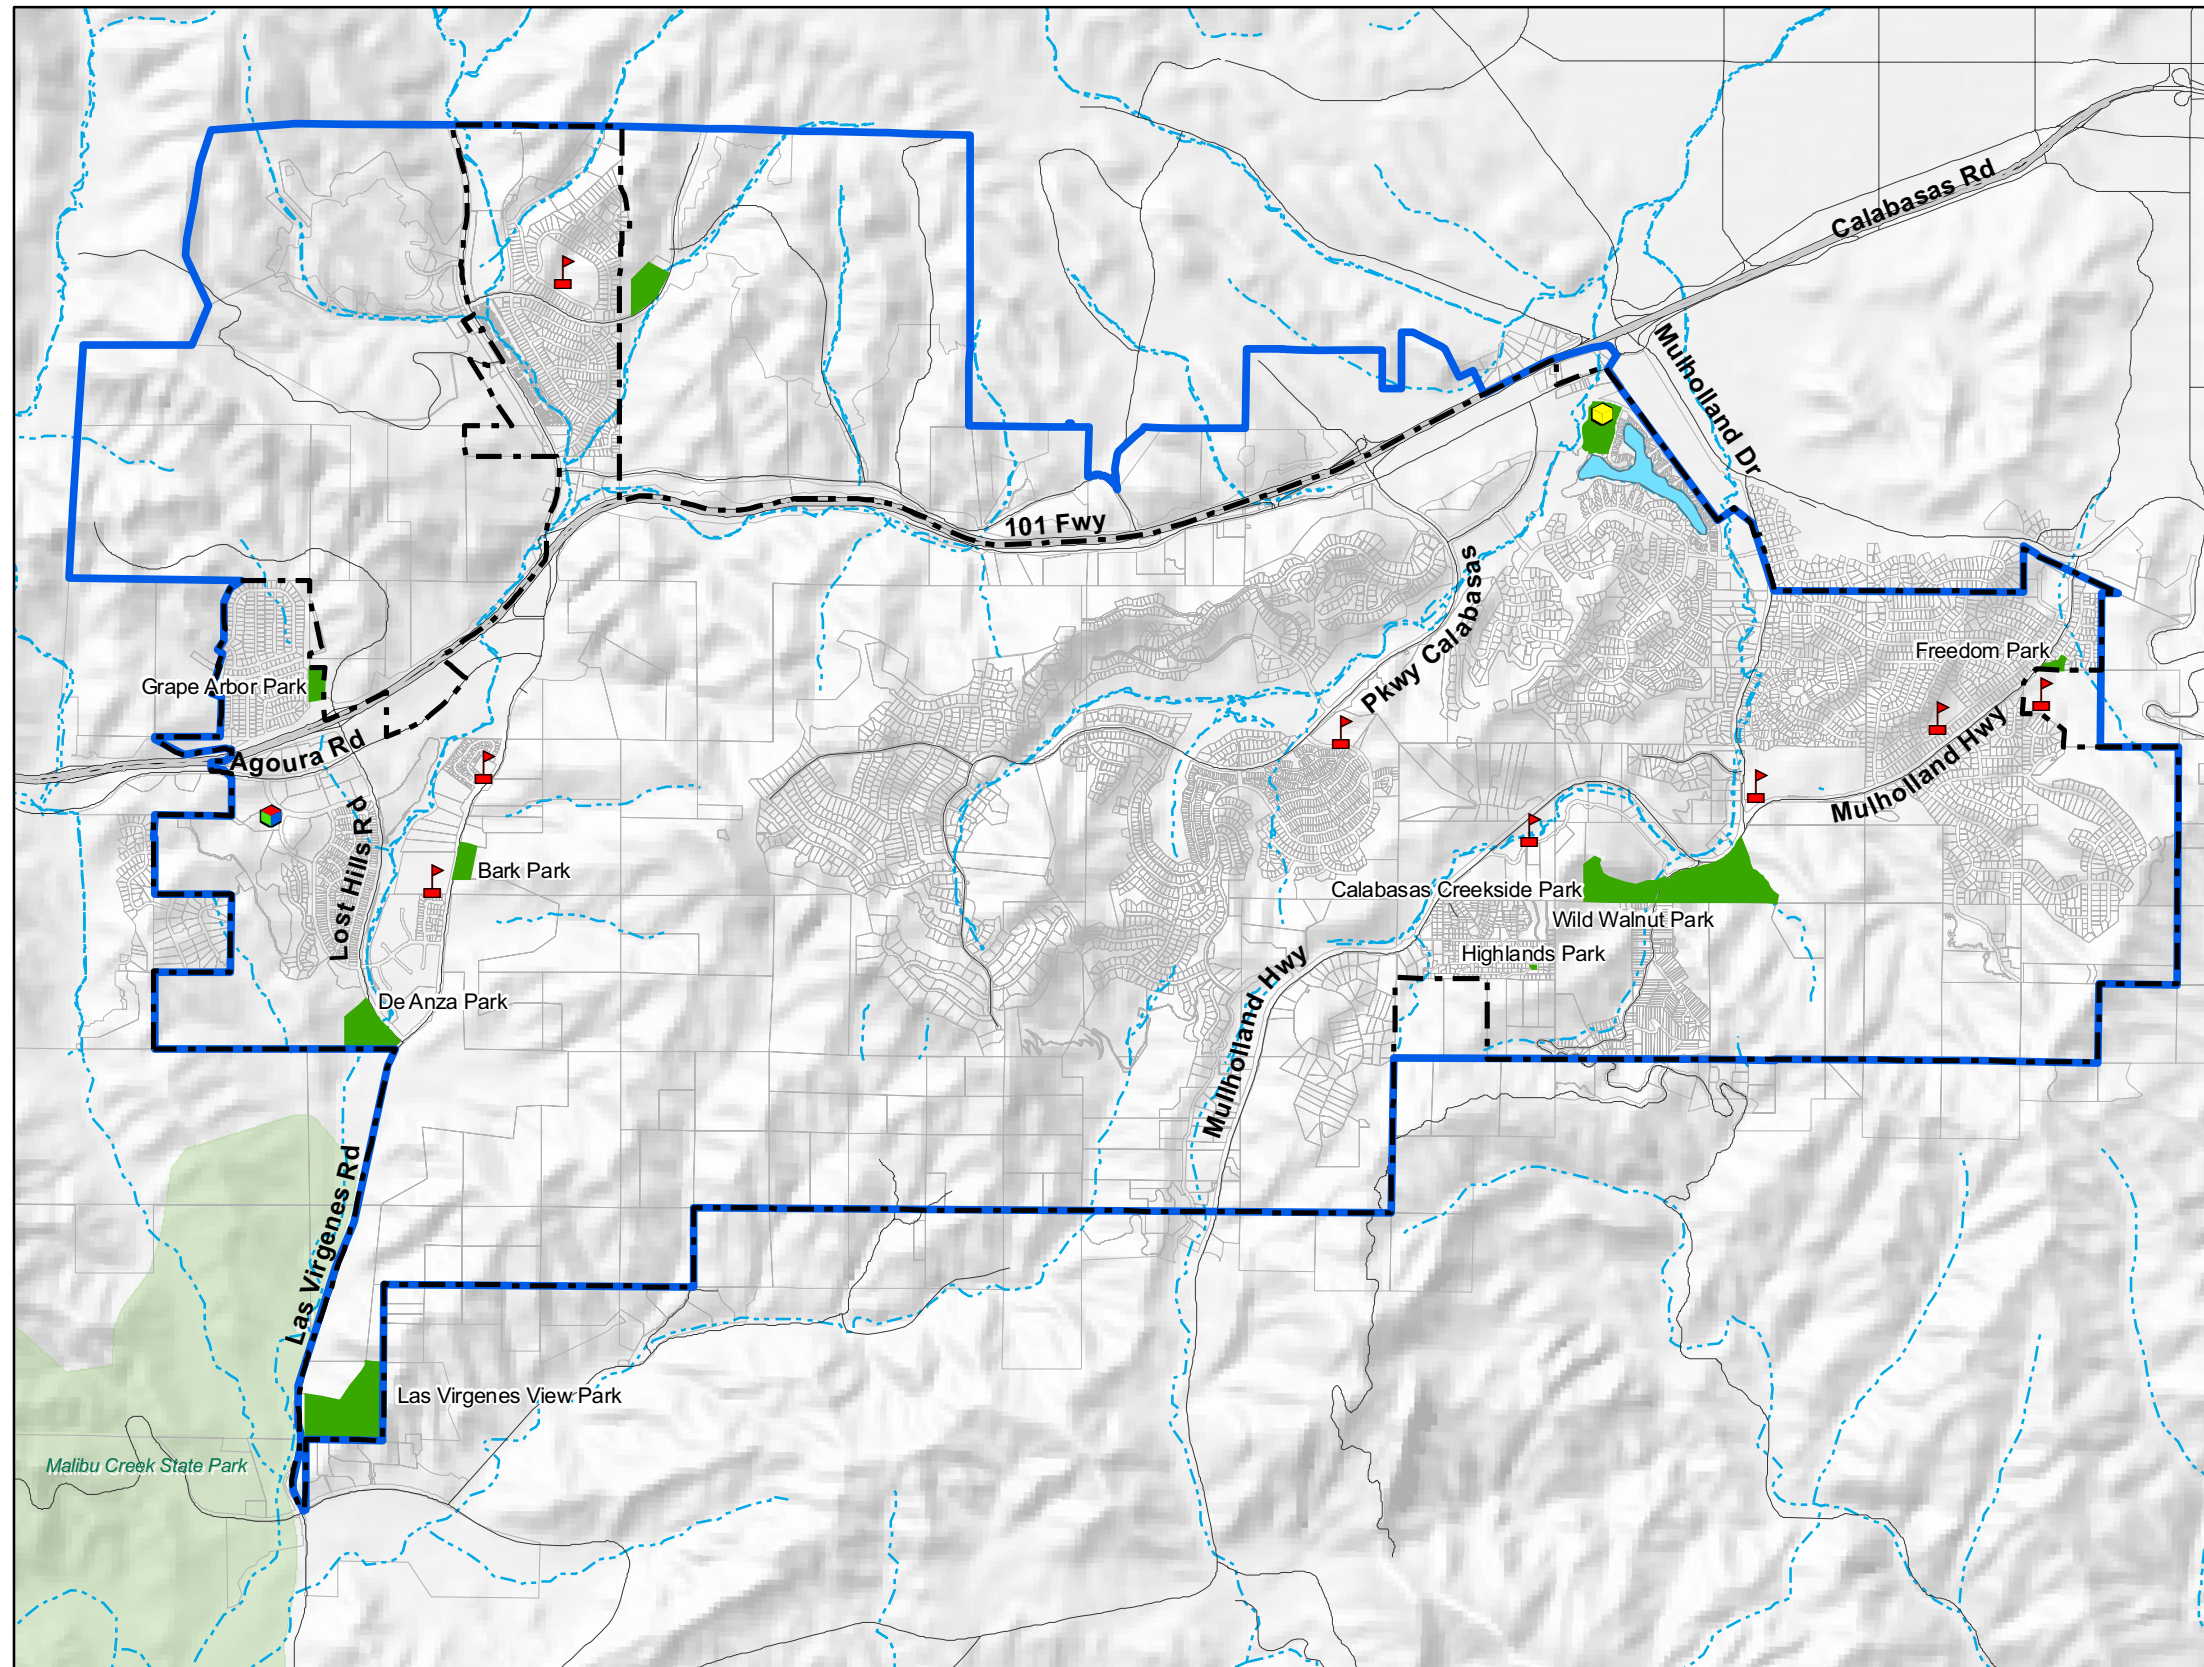 Calabasas Rd
Mulholland Dr
101 Fwy
Pkwy Calabasas
Freedom Park
Grape Arbor Park
Agoura Rd
Mulholland Hwy
Lost Hills Rd
Bark Park
Calabasas Creekside Park
Wild Walnut Park
Highlands Park
De Anza Park
Mulholland Hwy
Las Virgenes Rd
Las Virgenes View Park
Malibu Creek State Park